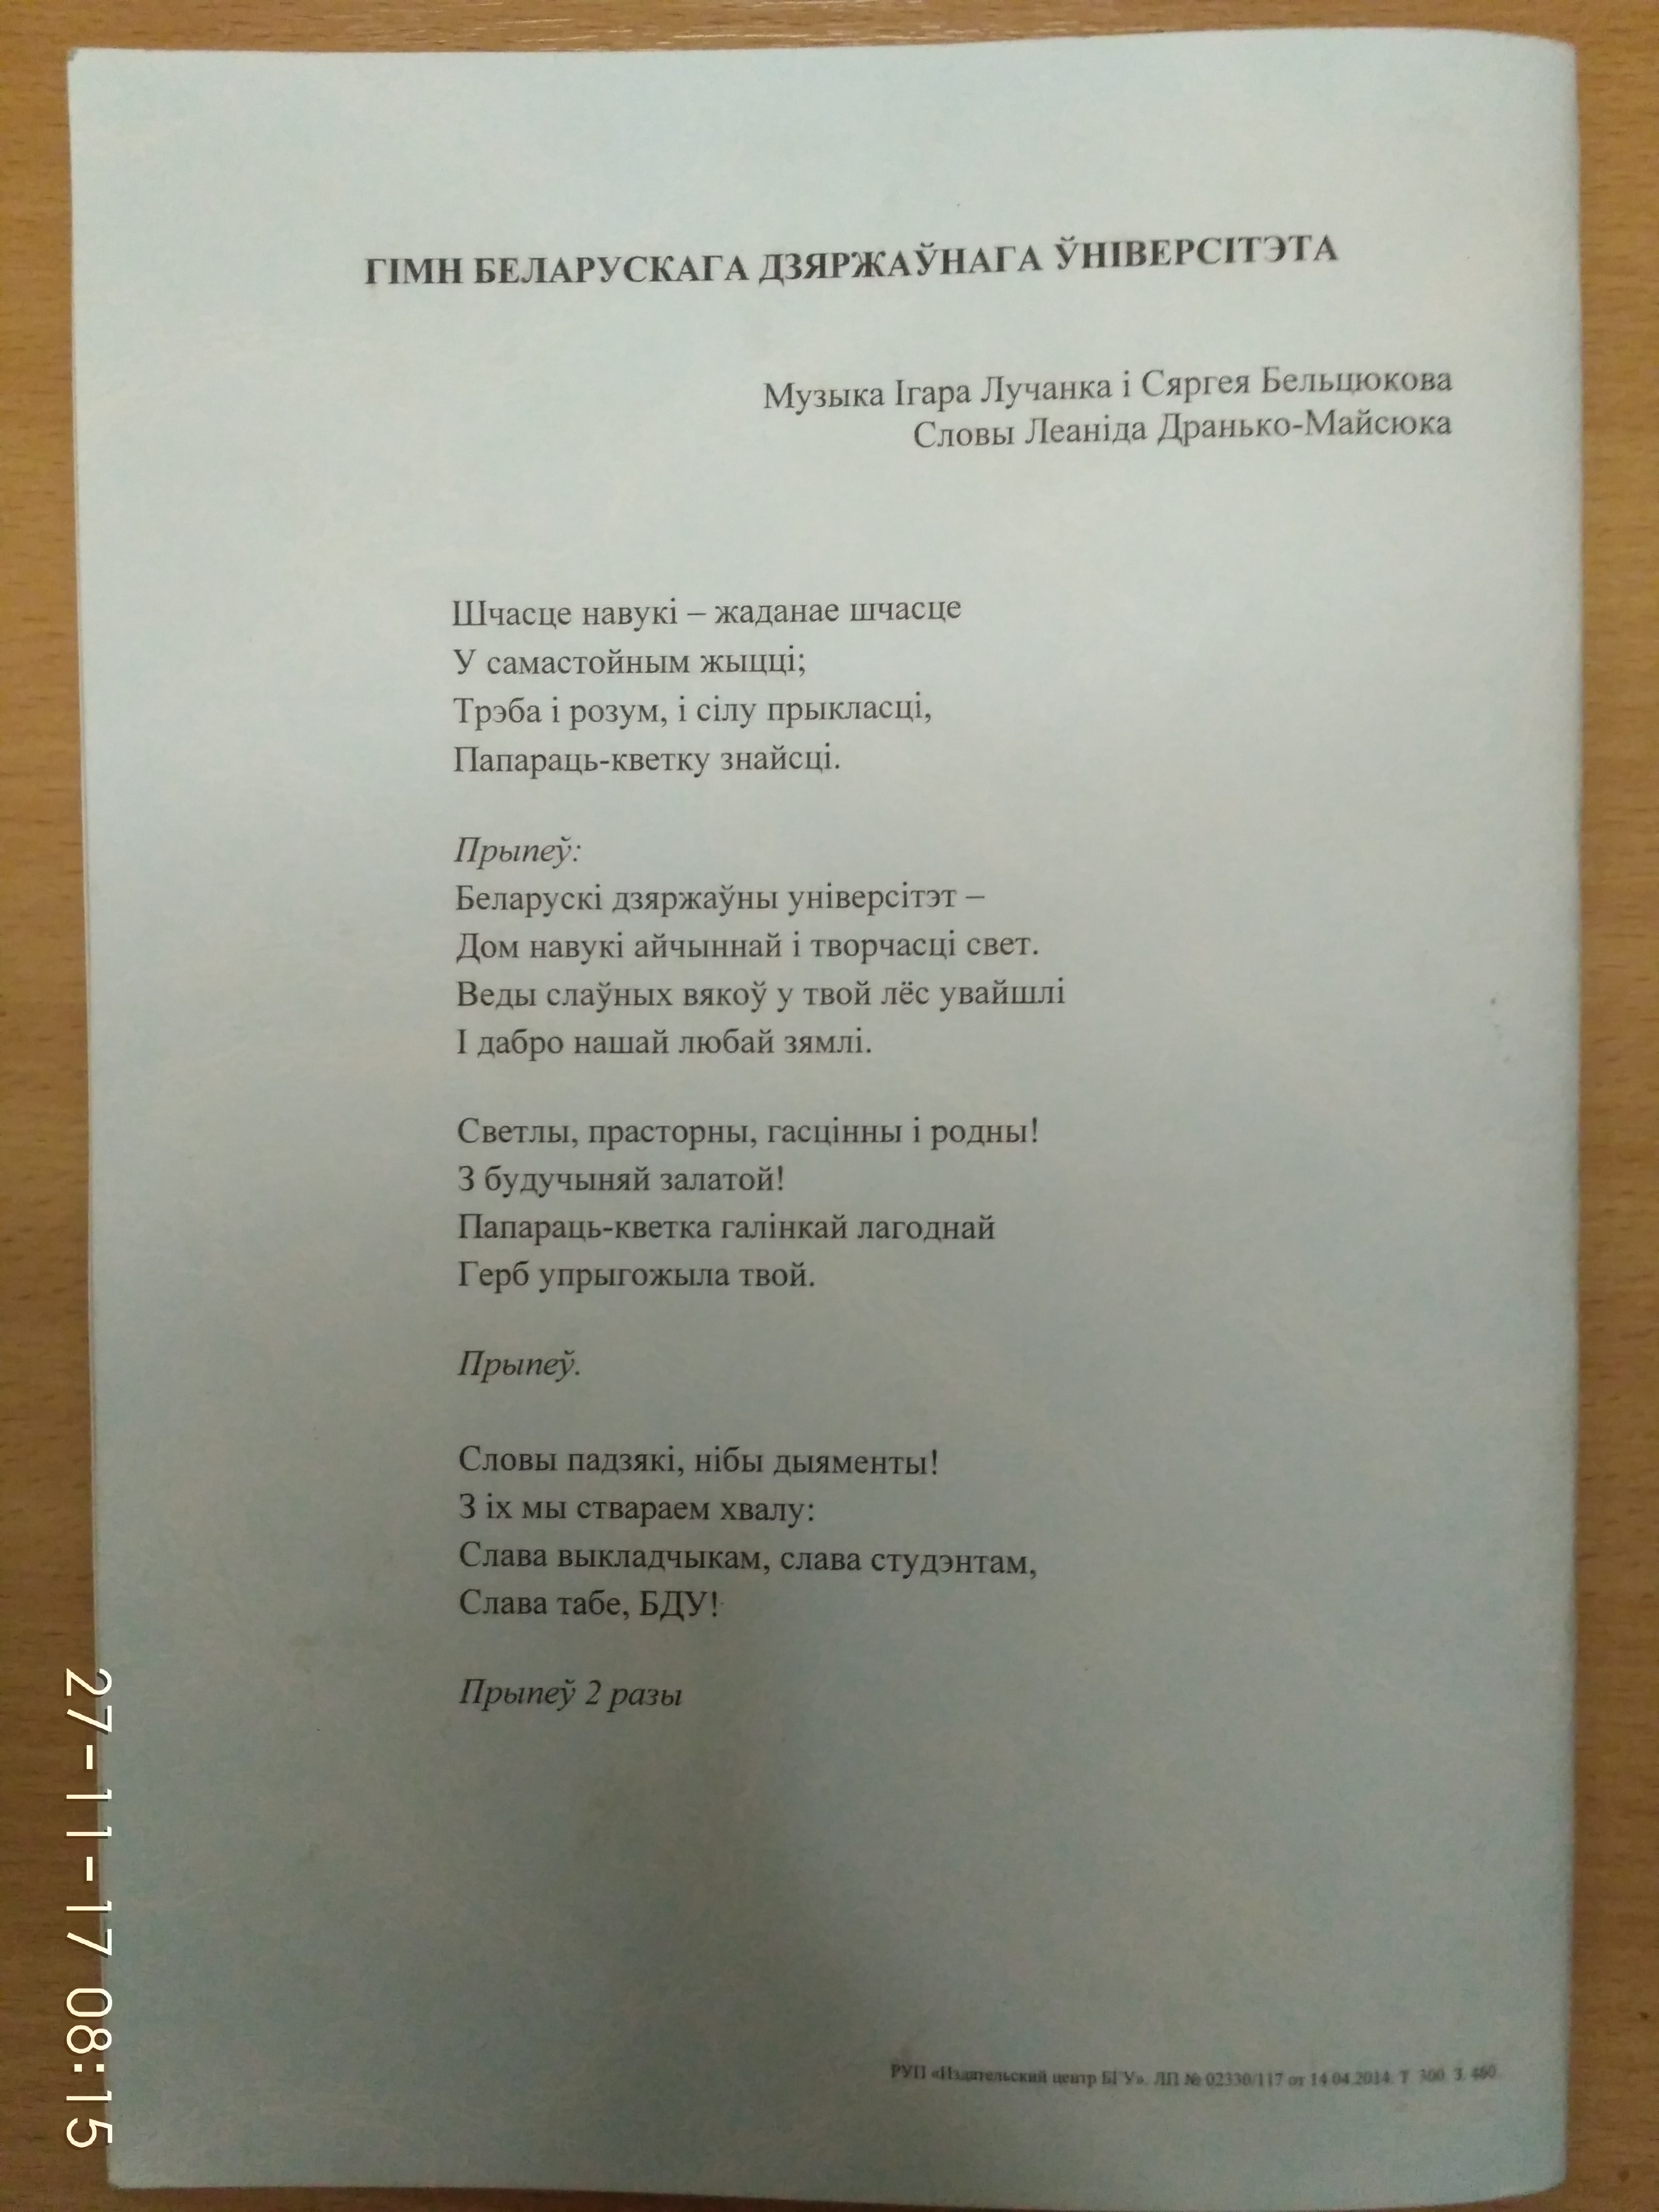 ГІМН БЕЛАРУСКАГА ДЗЯРЖАЎНАГА ЎНІВЕРСІТЭТА
Музыка Ігара Лучанка і Сяргея Бельцюкова
Словы Леаніда Дранько-Майсюка
Шчасце навукі – жаданае шчасце
У самастойным жыцці;
Трэба і розум, і сілу прыкласці,
Папараць-кветку знайсці.
Прыпеў:
Беларускі дзяржаўны універсітэт –
Дом навукі айчыннай і творчасці свет.
Веды слаўных вякоў у твой лёс увайшлі
І дабро нашай любай зямлі.
Светлы, прасторны, гасцінны і родны!
З будучыняй залатой!
Папараць-кветка галінкай лагоднай
Герб упрыгожыла твой.
Прыпеў.
Словы падзякі, нібы дыяменты!
З іх мы ствараем хвалу:
Слава выкладчыкам, слава студэнтам,
Слава табе, БДУ!
Прыпеў 2 разы
РУП «Издательский центр БГУ». ЛП № 02330/117 от 14.04.2014. Т. 300. З. 460.
27-11-17 08:15